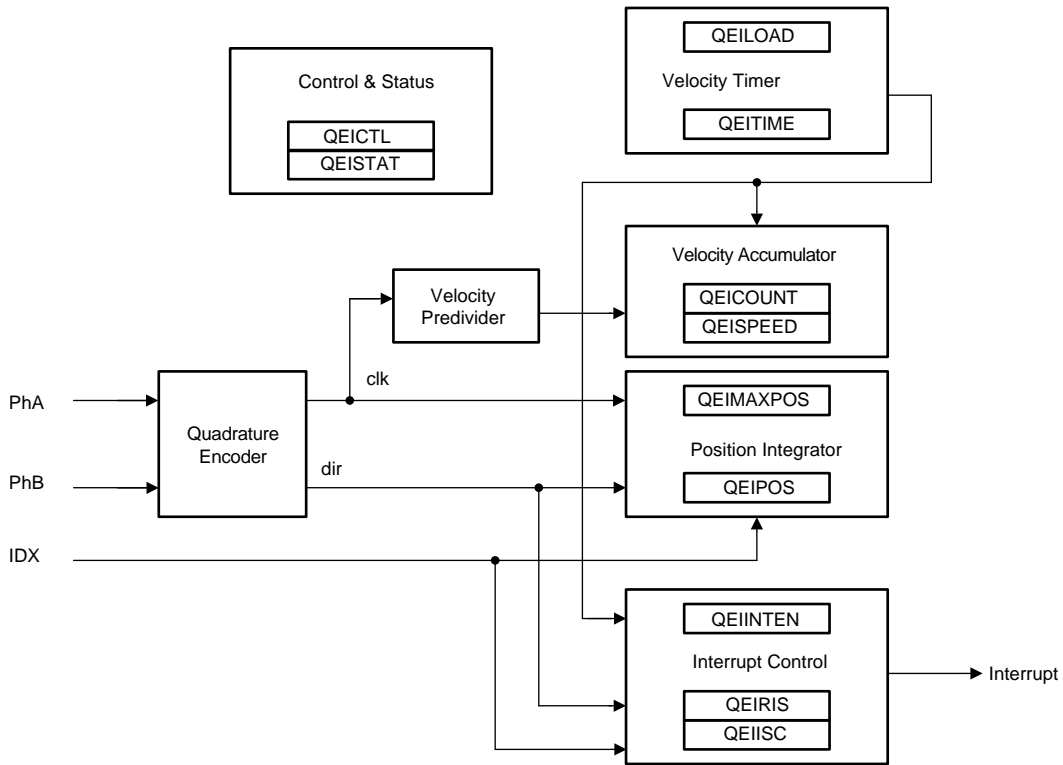 QEILOAD
Velocity Timer
QEITIME
Control & Status
QEICTL
QEISTAT
Velocity Accumulator
QEICOUNT
QEISPEED
Velocity
Predivider
clk
PhA
Quadrature
Encoder
QEIMAXPOS
Position Integrator
QEIPOS
dir
PhB
IDX
QEIINTEN
Interrupt Control
QEIRIS
QEIISC
Interrupt